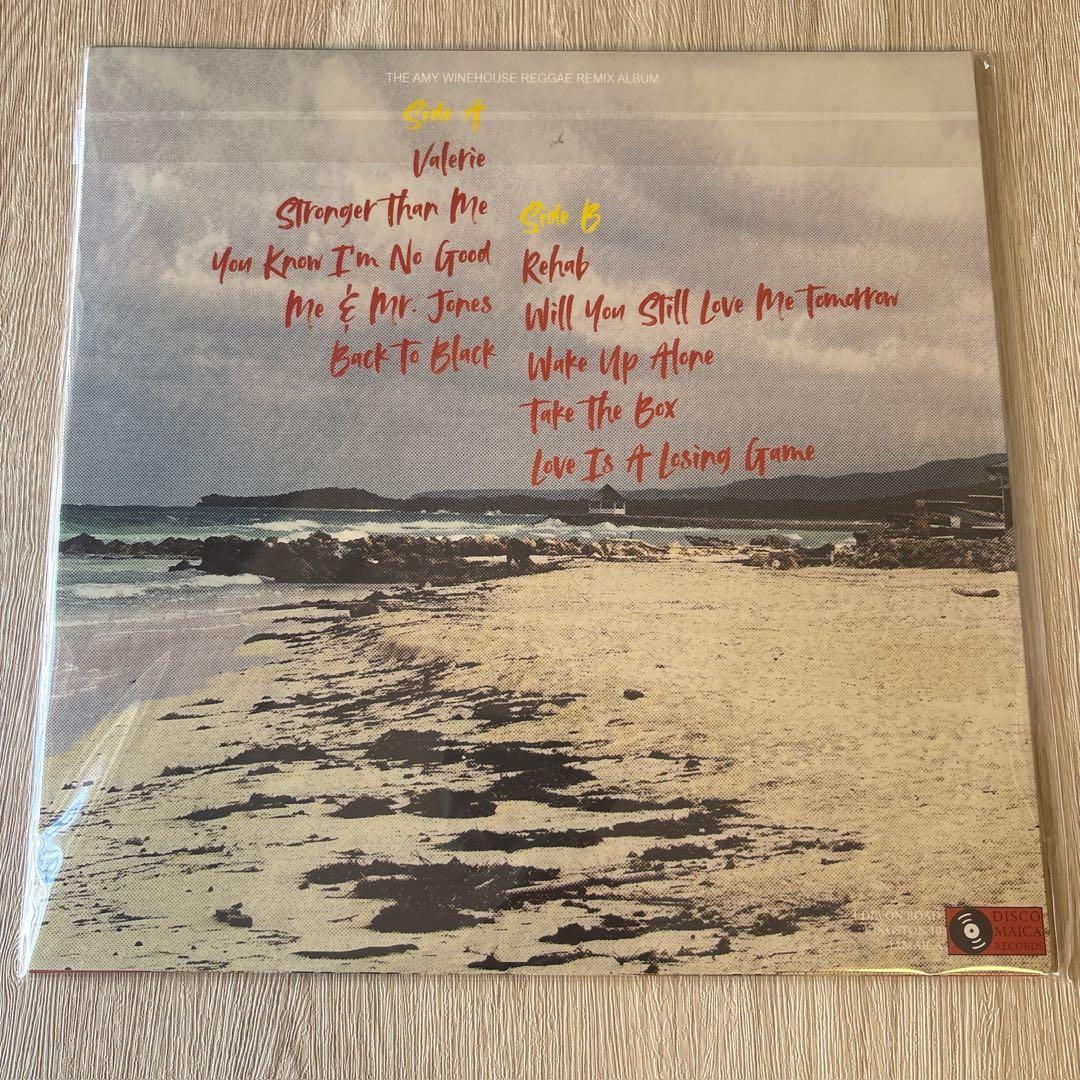 THE AMY WINEHOUSE REGGAE REMIX ALBUM
Side A
Valerie
Stronger Than Me
You Know I'm No Good
Me & Mr. Jones
Back To Black
Side B
Rehab
Will You Still Love Me Tomorrow
Wake Up Alone
Take The Box
Love Is A Losing Game
DISCO
MAICA
RECORDS